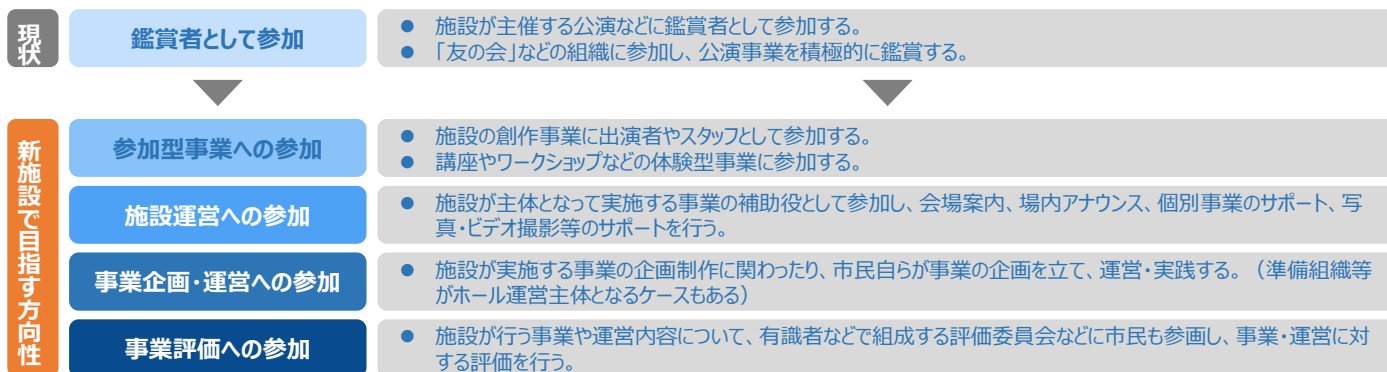 現状
鑑賞者として参加
● 施設が主催する公演などに鑑賞者として参加する。
● 「友の会」などの組織に参加し、公演事業を積極的に鑑賞する。
新施設で目指す方向性
参加型事業への参加
● 施設の創作事業に出演者やスタッフとして参加する。
● 講座やワークショップなどの体験型事業に参加する。
施設運営への参加
● 施設が主体となって実施する事業の補助役として参加し、会場案内、場内アナウンス、個別事業のサポート、写
真・ビデオ撮影等のサポートを行う。
事業企画・運営への参加
● 施設が実施する事業の企画制作に関わったり、市民自らが事業の企画を立て、運営・実践する。（準備組織等
がホール運営主体となるケースもある）
事業評価への参加
● 施設が行う事業や運営内容について、有識者などで組成する評価委員会などに市民も参画し、事業・運営に対
する評価を行う。